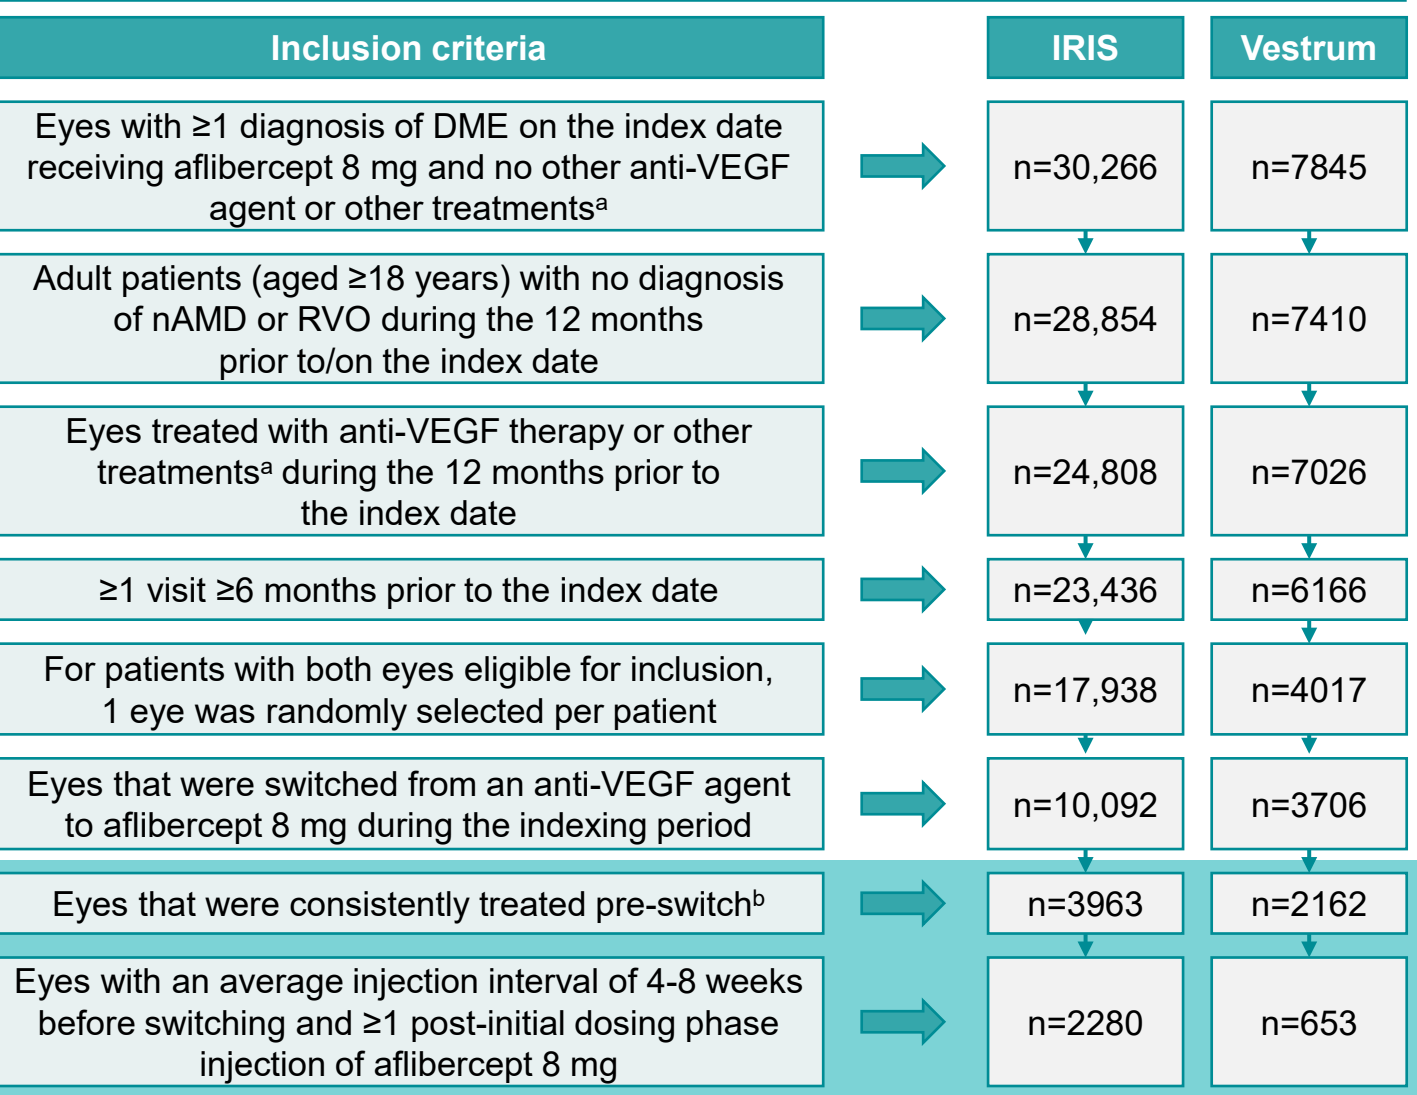 Inclusion criteria
IRIS
Vestrum
Eyes with ≥1 diagnosis of DME on the index date
receiving aflibercept 8 mg and no other anti-VEGF
agent or other treatmentsᵃ
n=30,266
n=7845
Adult patients (aged ≥18 years) with no diagnosis
of nAMD or RVO during the 12 months
prior to/on the index date
n=28,854
n=7410
Eyes treated with anti-VEGF therapy or other
treatmentsᵃ during the 12 months prior to
the index date
n=24,808
n=7026
≥1 visit ≥6 months prior to the index date
n=23,436
n=6166
For patients with both eyes eligible for inclusion,
1 eye was randomly selected per patient
n=17,938
n=4017
Eyes that were switched from an anti-VEGF agent
to aflibercept 8 mg during the indexing period
n=10,092
n=3706
Eyes that were consistently treated pre-switchᵇ
n=3963
n=2162
Eyes with an average injection interval of 4-8 weeks
before switching and ≥1 post-initial dosing phase
injection of aflibercept 8 mg
n=2280
n=653